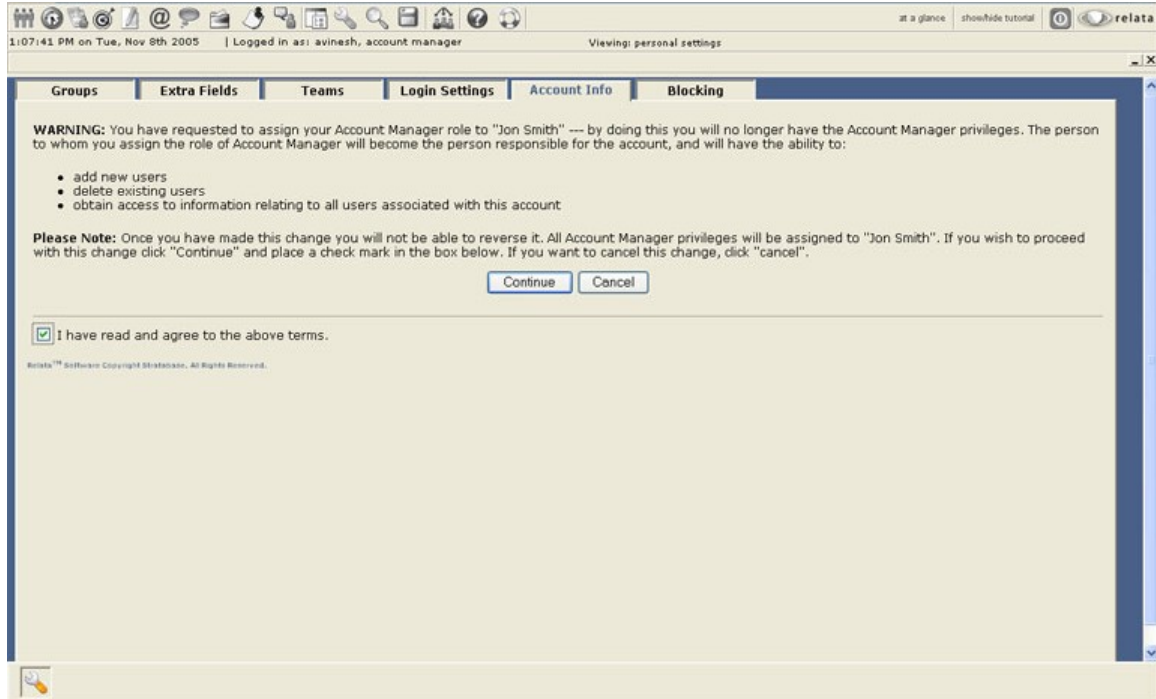 @
at a glance show/hide tutorial relata
1:07:41 PM on Tue, Nov 8th 2005 | Logged in as: avinesh, account manager Viewing: personal settings
Groups Extra Fields Teams Login Settings Account Info Blocking
WARNING: You have requested to assign your Account Manager role to "Jon Smith" --- by doing this you will no longer have the Account Manager privileges. The person
to whom you assign the role of Account Manager will become the person responsible for the account, and will have the ability to:
• add new users
• delete existing users
• obtain access to information relating to all users associated with this account
Please Note: Once you have made this change you will not be able to reverse it. All Account Manager privileges will be assigned to "Jon Smith". If you wish to proceed
with this change click "Continue" and place a check mark in the box below. If you want to cancel this change, click "cancel".
Continue Cancel
I have read and agree to the above terms.
Relata™ Software Copyright Stratabase, All Rights Reserved.